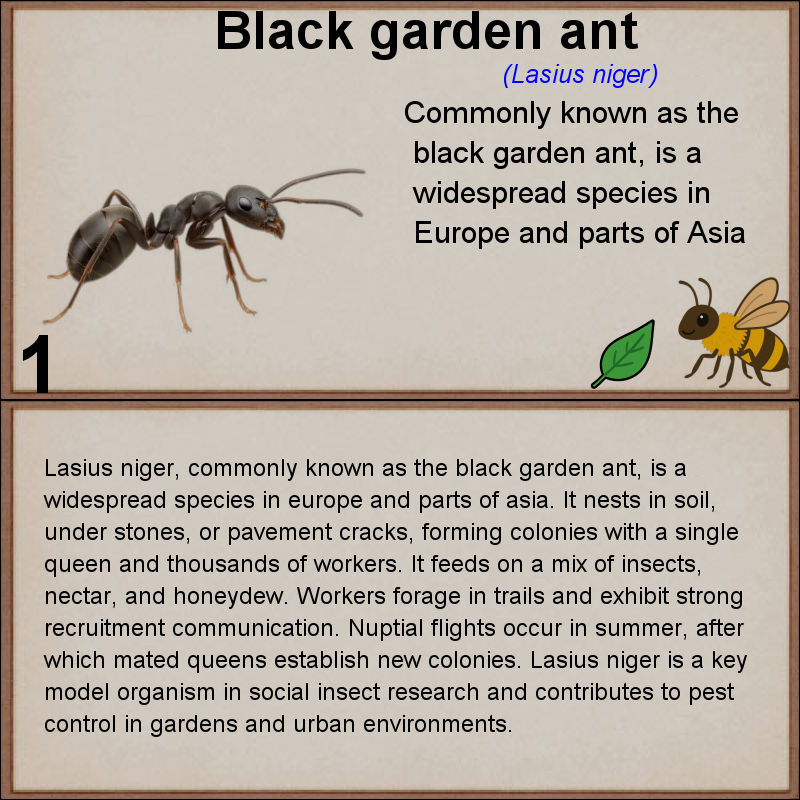 Black garden ant
(Lasius niger)
Commonly known as the
black garden ant, is a
widespread species in
Europe and parts of Asia
1
Lasius niger, commonly known as the black garden ant, is a
widespread species in europe and parts of asia. It nests in soil,
under stones, or pavement cracks, forming colonies with a single
queen and thousands of workers. It feeds on a mix of insects,
nectar, and honeydew. Workers forage in trails and exhibit strong
recruitment communication. Nuptial flights occur in summer, after
which mated queens establish new colonies. Lasius niger is a key
model organism in social insect research and contributes to pest
control in gardens and urban environments.